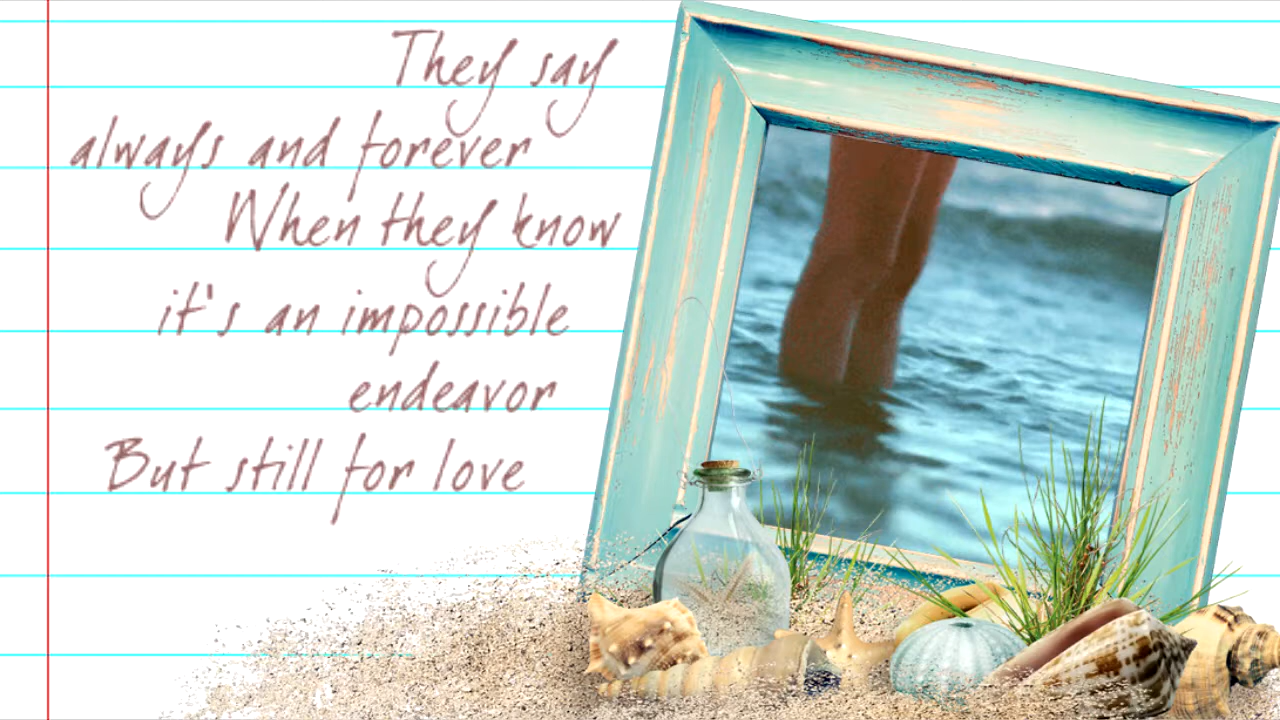 They say
always and forever
When they know
it's an impossible
endeavor
But still for love